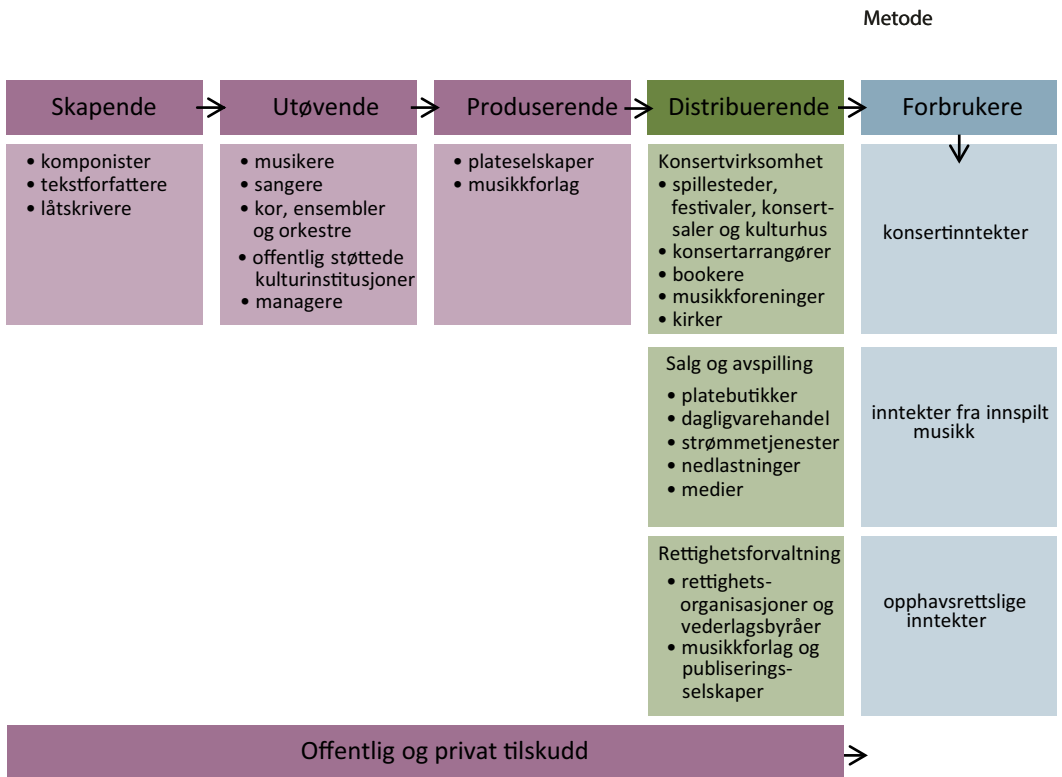 Metode
Skapende
• komponister
• tekstforfattere
• låtskrivere
Utøvende
• musikere
• sangere
• kor, ensembler
og orkestre
• offentlig støttede
kulturinstitusjoner
• managere
Produserende
• plateselskaper
• musikkforlag
Distribuerende
Konsertvirksomhet
• spillesteder,
festivaler, konsert-
saler og kulturhus
• konsertarrangører
• bookere
• musikkforeninger
• kirker
Salg og avspilling
• platebutikker
• dagligvarehandel
• strømmetjenester
• nedlastninger
• medier
Rettighetsforvaltning
• rettighets-
organisasjoner og
vederlagsbyråer
• musikkforlag og
publiserings-
selskaper
Forbrukere
konsertinntekter
inntekter fra innspilt
musikk
opphavsrettslige
inntekter
Offentlig og privat tilskudd